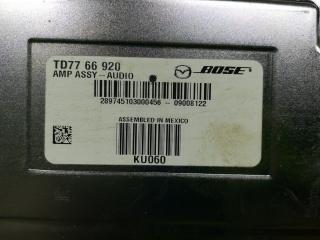 TD77 66 920
AMP ASSY-AUDIO
BOSE
289745103000456 - 09008122
ASSEMBLED IN MEXICO
KU060